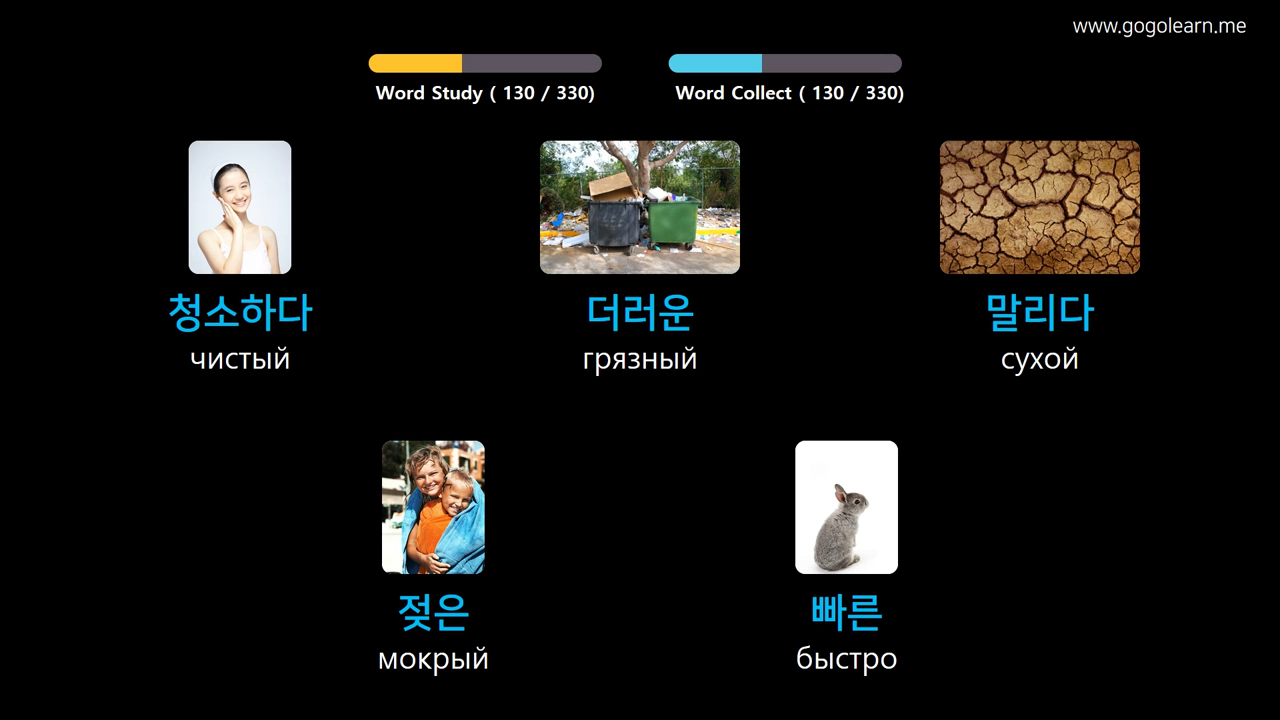 www.gogolearn.me
Word Study ( 130 / 330)
Word Collect ( 130 / 330)
청소하다
чистый
더러운
грязный
말리다
сухой
젖은
мокрый
빠른
быстро